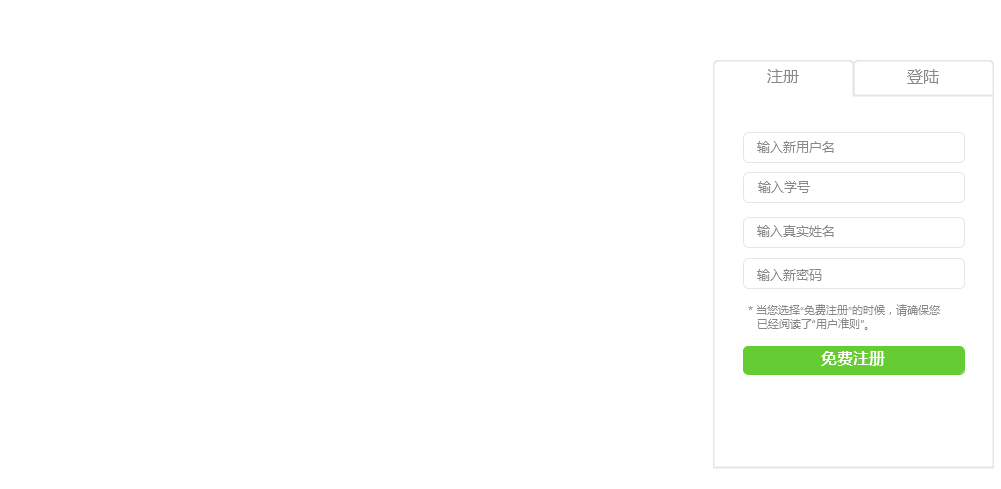 注册
登陆
输入新用户名
输入学号
输入真实姓名
输入新密码
* 当您选择“免费注册”的时候，请确保您
已经阅读了“用户准则”。
免费注册